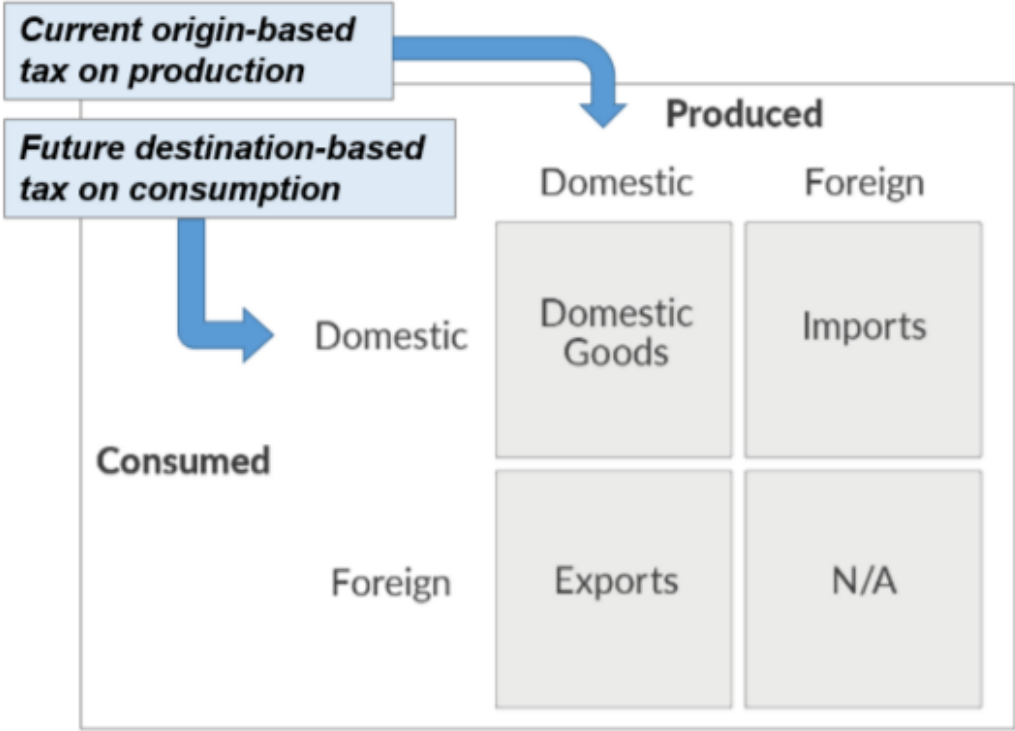 Current origin-based
tax on production
Future destination-based
tax on consumption
Produced
Domestic
Foreign
Domestic
Domestic
Goods
Imports
Consumed
Foreign
Exports
N/A